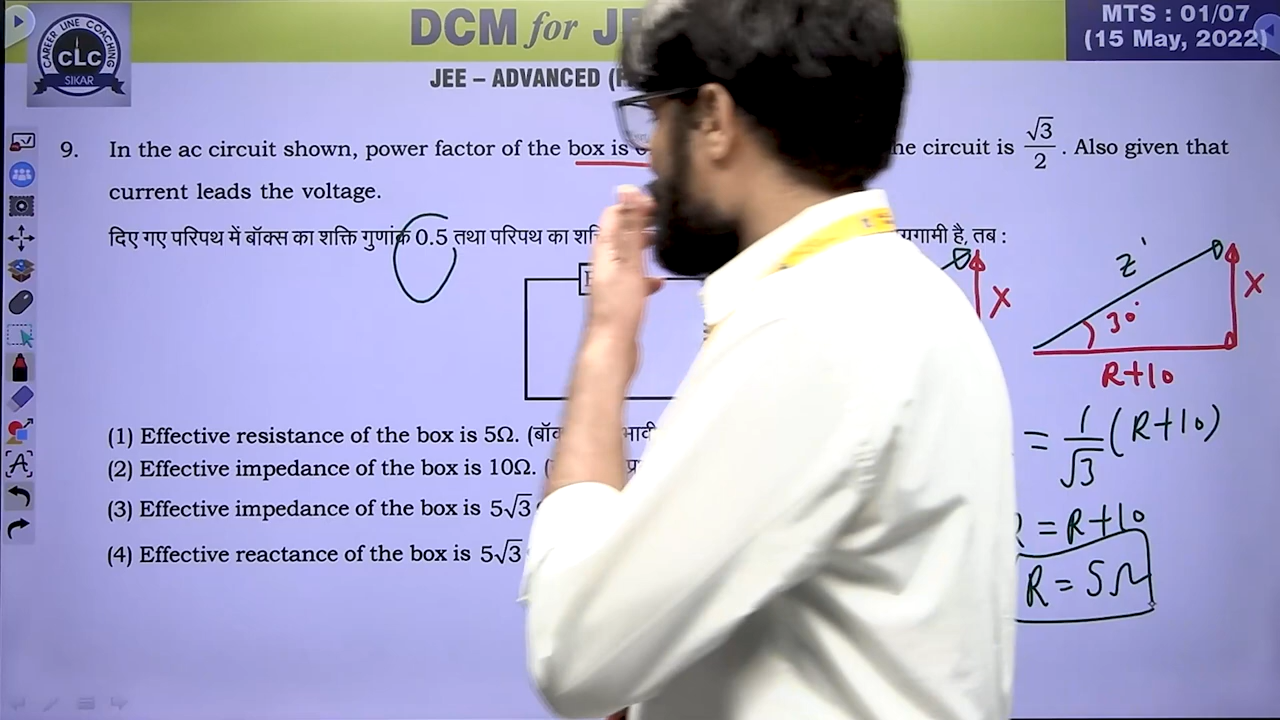 DCM for JE
MTS : 01/07
(15 May, 2022)
CAREER LINE COACHING
CLC
SIKAR
JEE – ADVANCED
9. In the ac circuit shown, power factor of the box is he circuit is √3/2 . Also given that
current leads the voltage.
दिए गए परिपथ में बॉक्स का शक्ति गुणांक 0.5 तथा परिपथ का है, तब :
X
Z'
30°
X
R+10
(1) Effective resistance of the box is 5Ω.
= 1/√3 (R+10)
(2) Effective impedance of the box is 10Ω.
(3) Effective impedance of the box is 5√3
= R+10
(4) Effective reactance of the box is 5√3
R = 5Ω